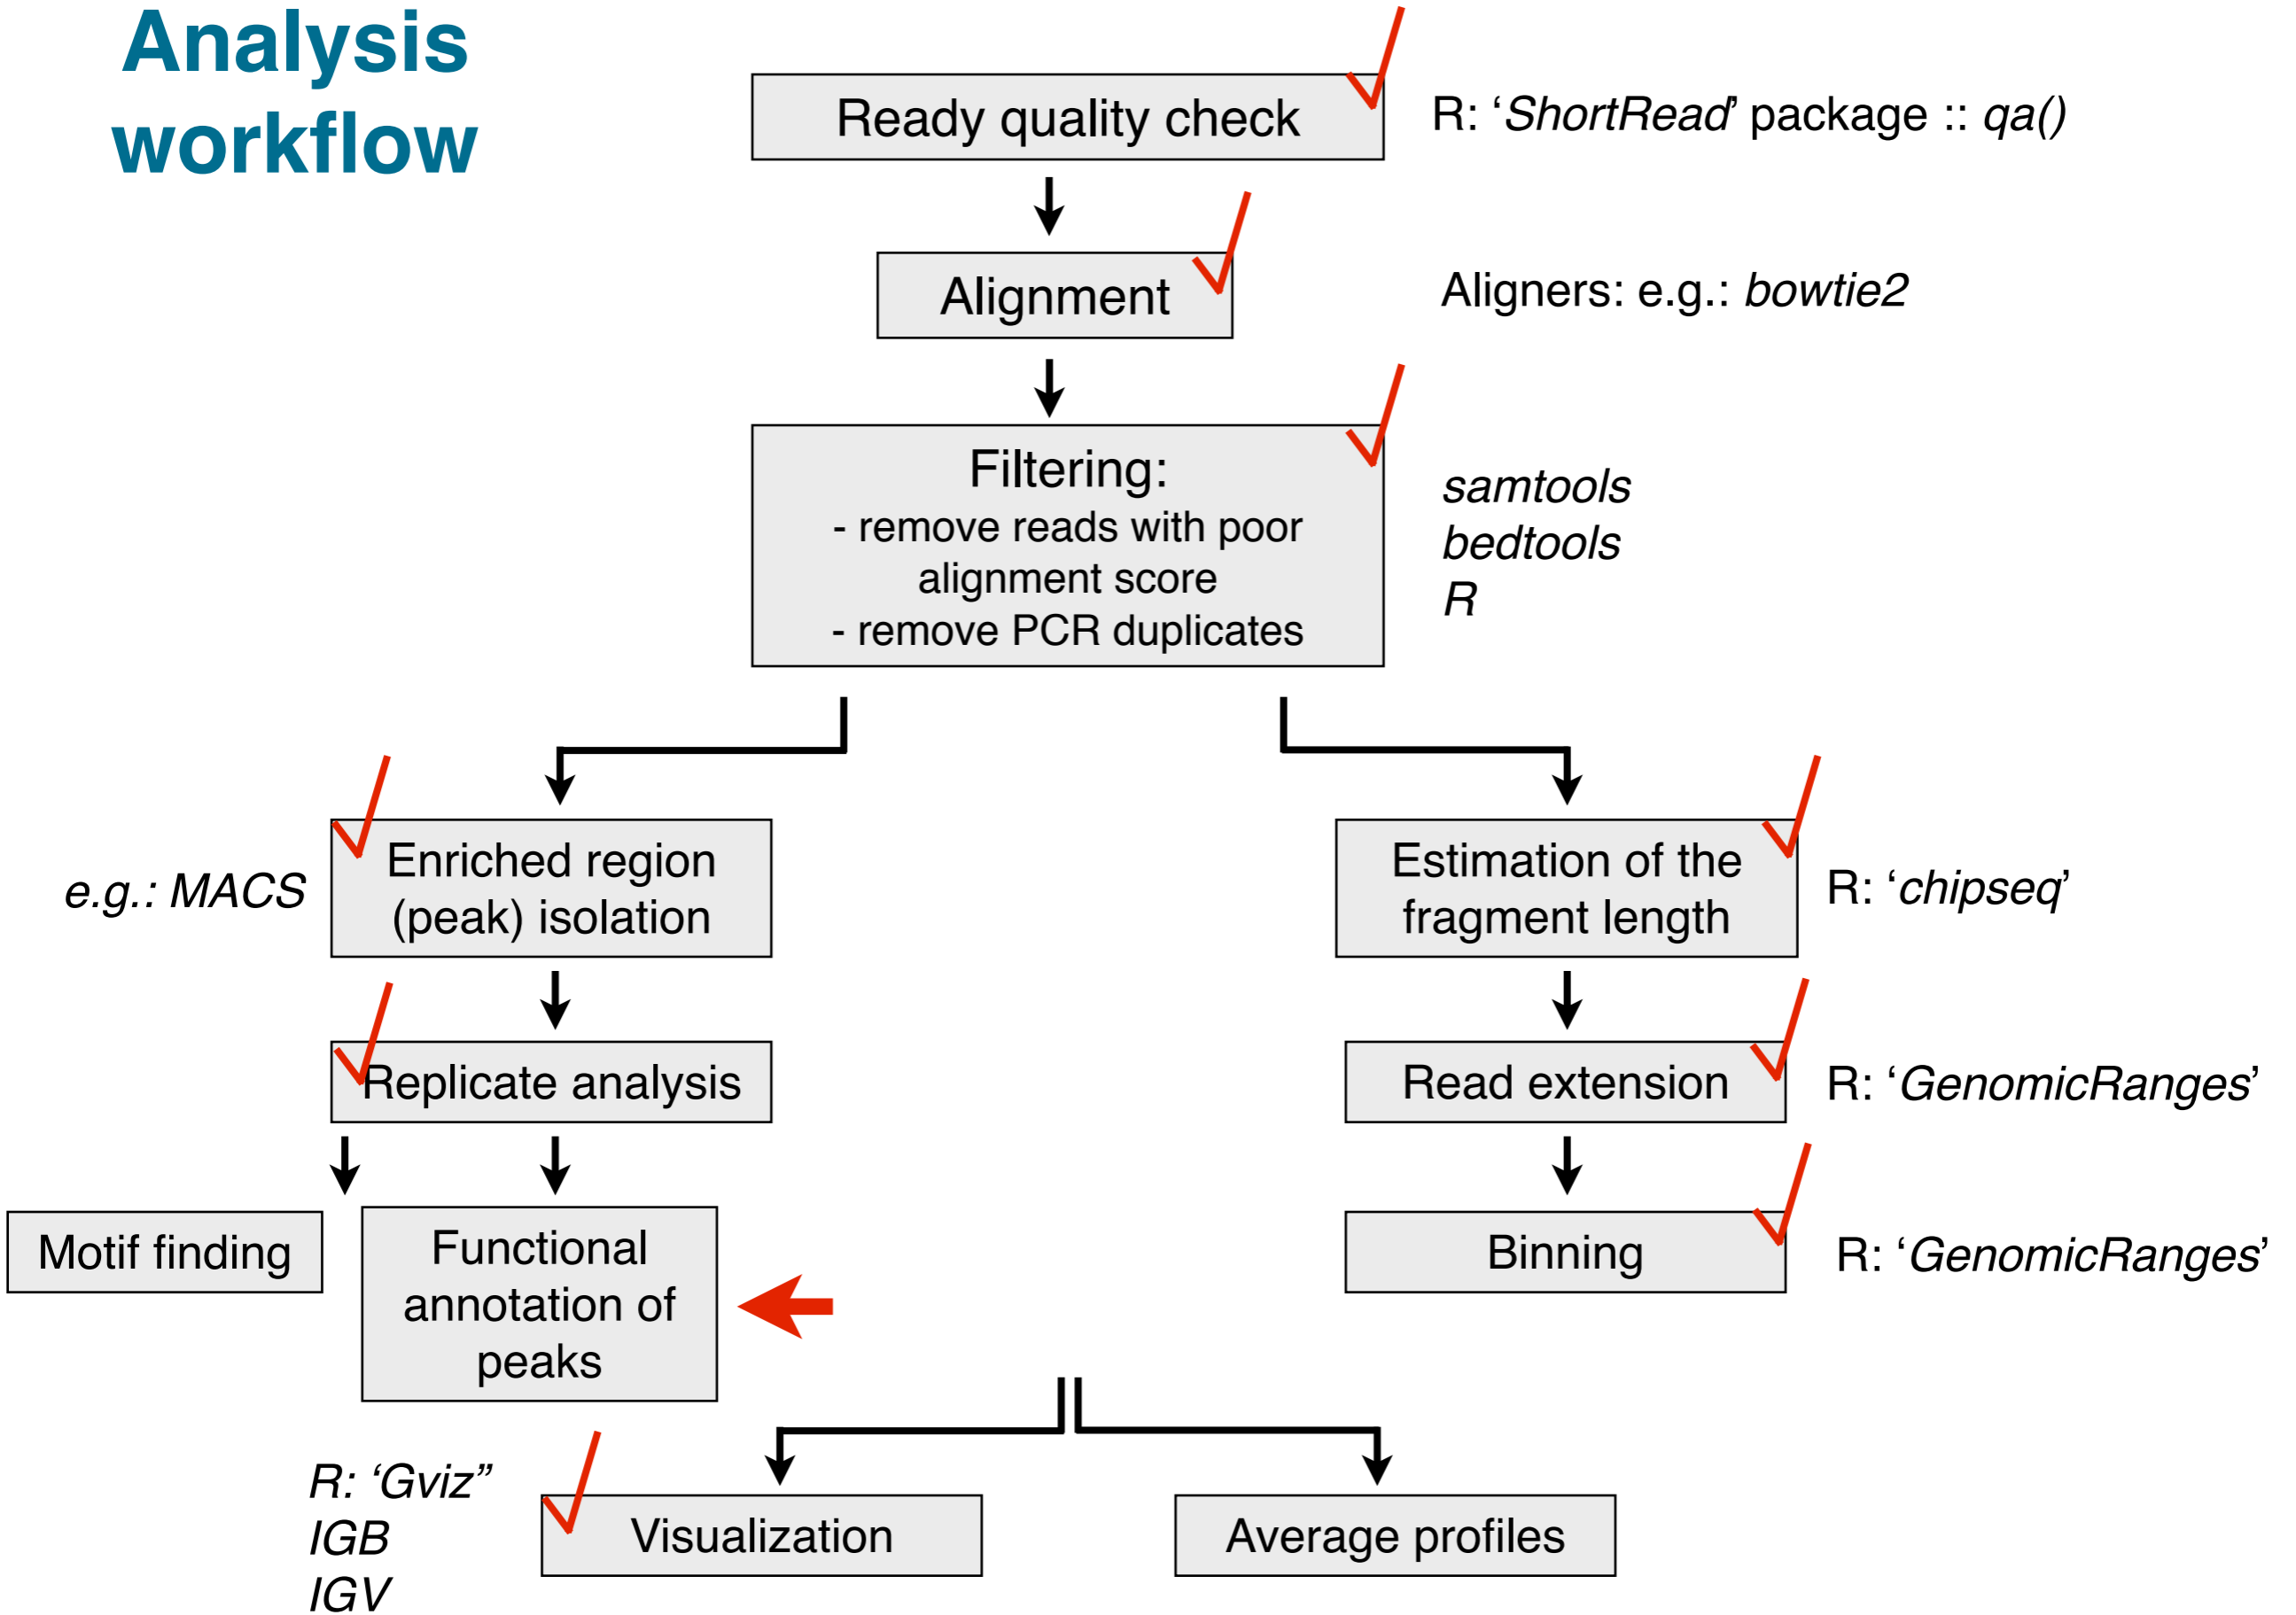 Analysis
workflow
Ready quality check
R: ‘ShortRead’ package :: qa()
Alignment
Aligners: e.g.: bowtie2
Filtering:
- remove reads with poor
alignment score
- remove PCR duplicates
samtools
bedtools
R
e.g.: MACS
Enriched region
(peak) isolation
Estimation of the
fragment length
R: ‘chipseq’
Replicate analysis
Read extension
R: ‘GenomicRanges’
Motif finding
Functional
annotation of
peaks
Binning
R: ‘GenomicRanges’
R: ‘Gviz”
IGB
IGV
Visualization
Average profiles